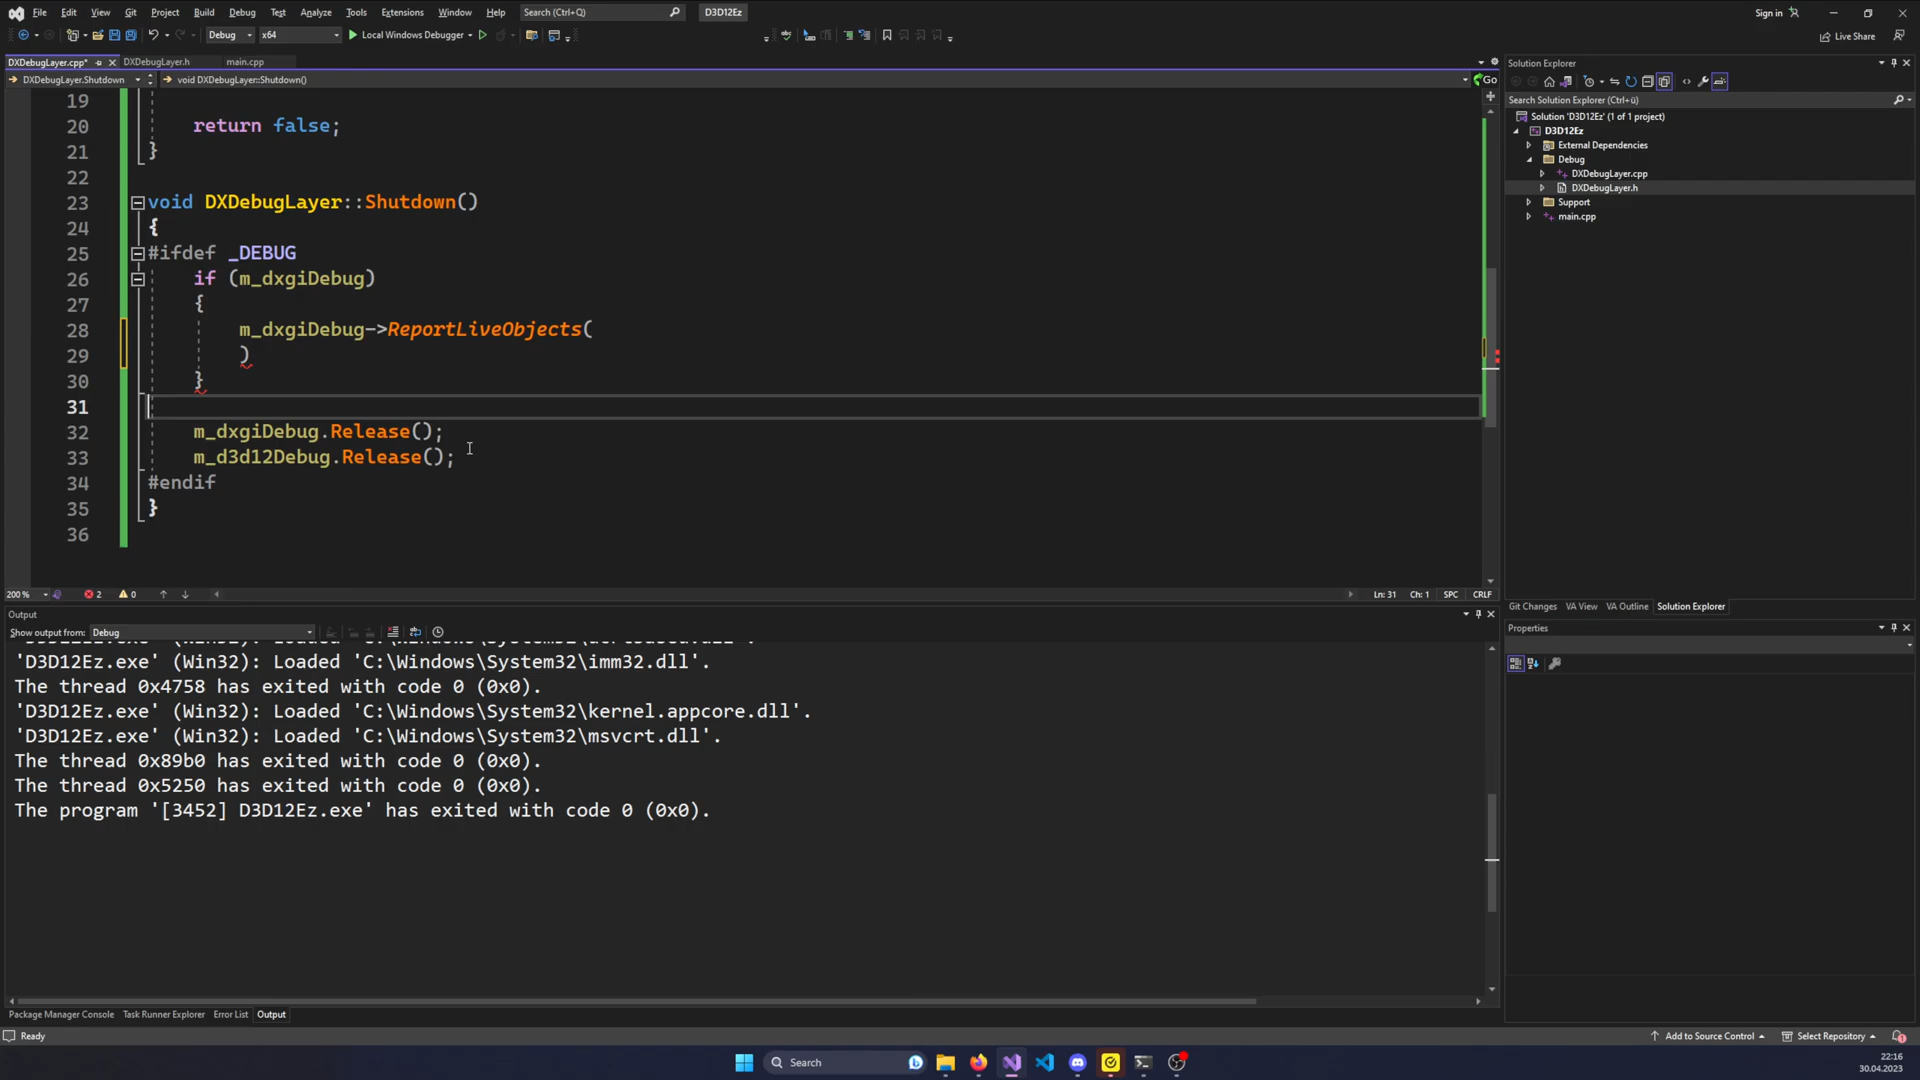 File Edit View Git Project Build Debug Test Analyze Tools Extensions Window Help Search (Ctrl+Q) D3D12Ez Sign in
Debug x64 Local Windows Debugger Live Share
DXDebugLayer.cpp* DXDebugLayer.h main.cpp
DXDebugLayer.Shutdown void DXDebugLayer::Shutdown() Go
19
20 return false;
21 }
22
23 void DXDebugLayer::Shutdown()
24 {
25 #ifdef _DEBUG
26 if (m_dxgiDebug)
27 {
28 m_dxgiDebug->ReportLiveObjects(
29 )
30 }
31
32 m_dxgiDebug.Release();
33 m_d3d12Debug.Release();
34 #endif
35 }
36
200 % 2 0 Ln: 31 Ch: 1 SPC CRLF
Output
Show output from: Debug
'D3D12Ez.exe' (Win32): Loaded 'C:\Windows\System32\imm32.dll'.
The thread 0x4758 has exited with code 0 (0x0).
'D3D12Ez.exe' (Win32): Loaded 'C:\Windows\System32\kernel.appcore.dll'.
'D3D12Ez.exe' (Win32): Loaded 'C:\Windows\System32\msvcrt.dll'.
The thread 0x89b0 has exited with code 0 (0x0).
The thread 0x5250 has exited with code 0 (0x0).
The program '[3452] D3D12Ez.exe' has exited with code 0 (0x0).
Package Manager Console Task Runner Explorer Error List Output
Solution Explorer
Search Solution Explorer (Ctrl+ü)
Solution 'D3D12Ez' (1 of 1 project)
D3D12Ez
External Dependencies
Debug
DXDebugLayer.cpp
DXDebugLayer.h
Support
main.cpp
Git Changes VA View VA Outline Solution Explorer
Properties
Ready Add to Source Control Select Repository
Search
22:16
30.04.2023